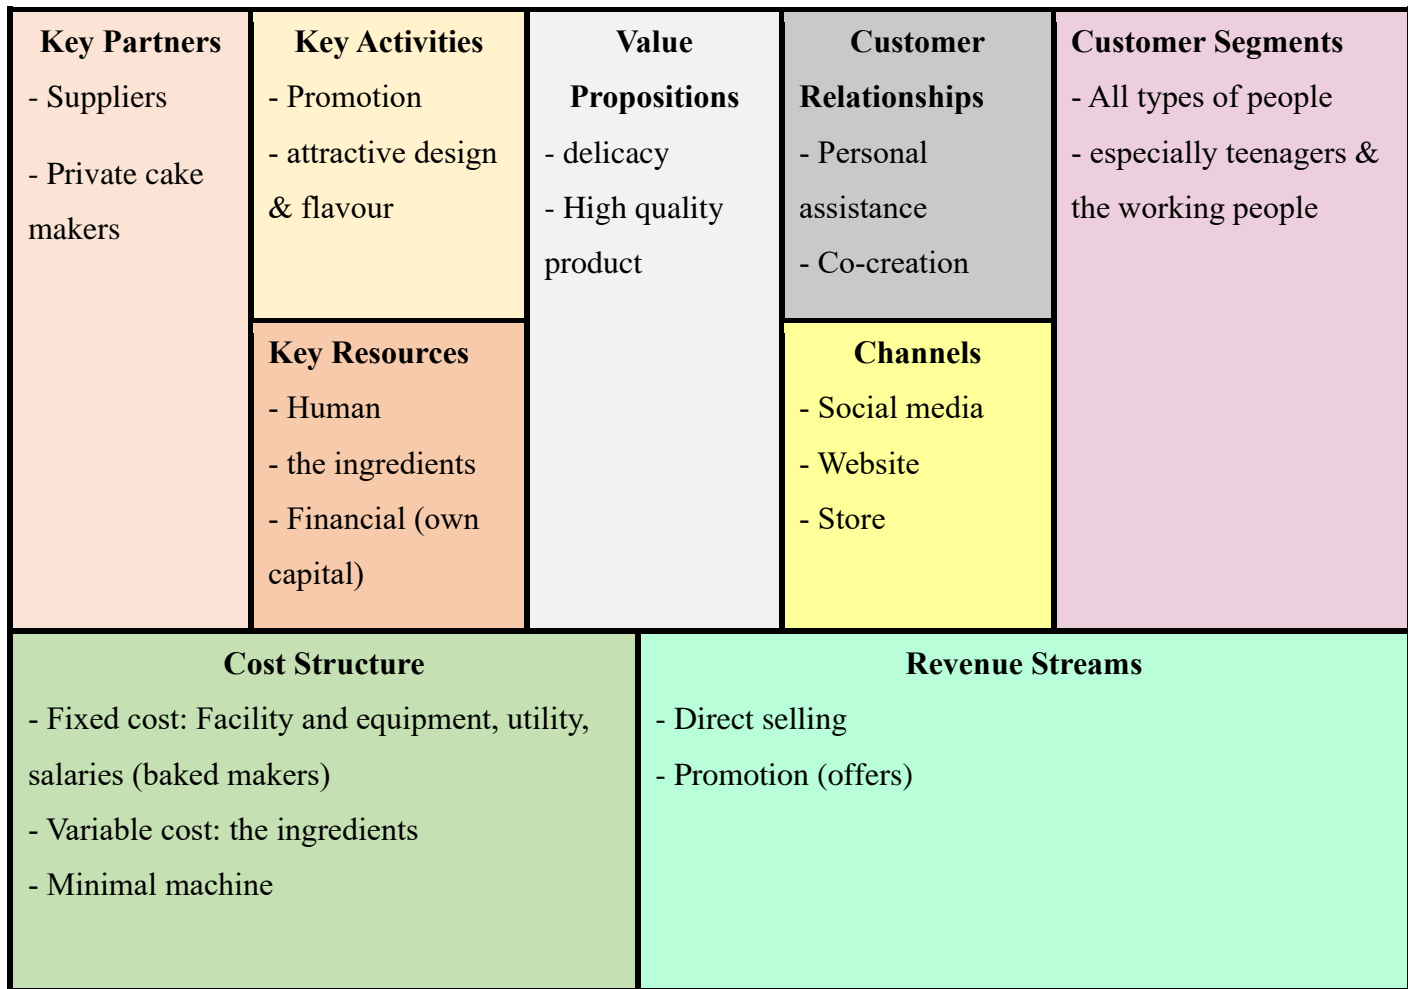 Key Partners
- Suppliers
- Private cake
makers
Key Activities
- Promotion
- attractive design
& flavour
Key Resources
- Human
- the ingredients
- Financial (own
capital)
Value
Propositions
- delicacy
- High quality
product
Customer
Relationships
- Personal
assistance
- Co-creation
Channels
- Social media
- Website
- Store
Customer Segments
- All types of people
- especially teenagers &
the working people
Cost Structure
- Fixed cost: Facility and equipment, utility,
salaries (baked makers)
- Variable cost: the ingredients
- Minimal machine
Revenue Streams
- Direct selling
- Promotion (offers)